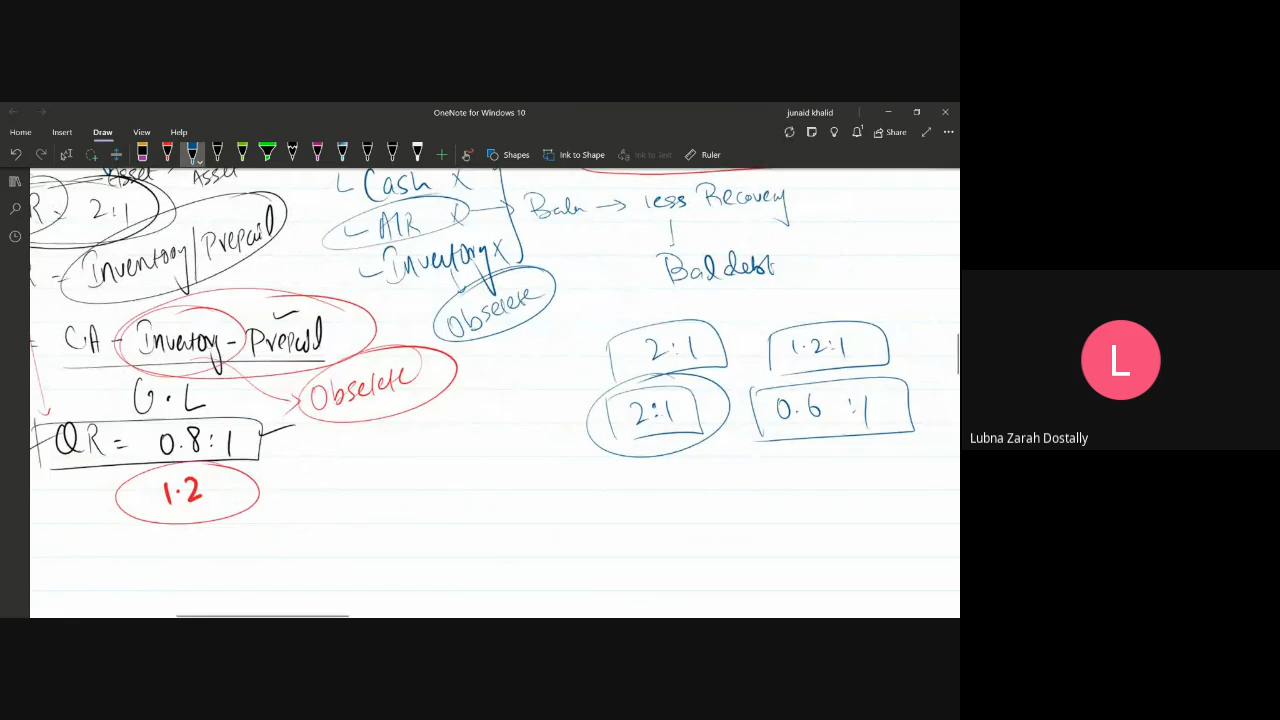 OneNote for Windows 10
junaid khalid
Home Insert Draw View Help
Share
Shapes Ink to Shape Ink to Text Ruler
Asset Asset
R - 2:1
Inventory/Prepaid
Cash x
A/R x → → less Recovery
Inventory x
Bad debt
Obselete
CA - Inventory - Prepaid
C.L
Obselete
QR = 0.8:1
1.2
2:1 1.2:1
2:1 0.6 :1
L
Lubna Zarah Dostally